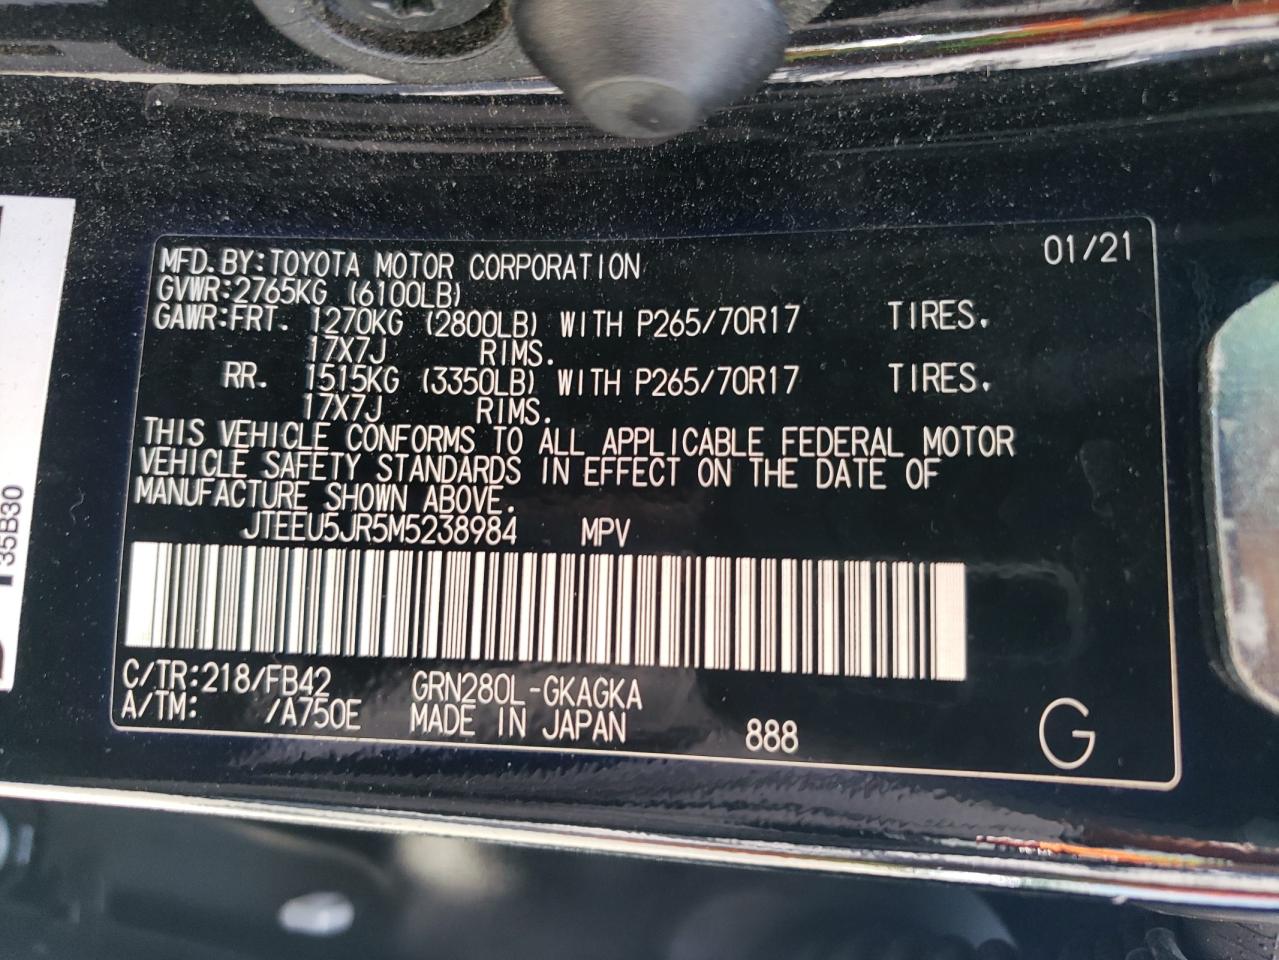 MFD.BY:TOYOTA MOTOR CORPORATION 01/21
GVWR:2765KG (6100LB)
GAWR:FRT. 1270KG (2800LB) WITH P265/70R17 TIRES.
17X7J RIMS.
RR. 1515KG (3350LB) WITH P265/70R17 TIRES.
17X7J RIMS.
THIS VEHICLE CONFORMS TO ALL APPLICABLE FEDERAL MOTOR
VEHICLE SAFETY STANDARDS IN EFFECT ON THE DATE OF
MANUFACTURE SHOWN ABOVE.
JTEEU5JR5M5238984 MPV
C/TR:218/FB42 GRN280L-GKAGKA
A/TM: /A750E MADE IN JAPAN 888 G
35B30